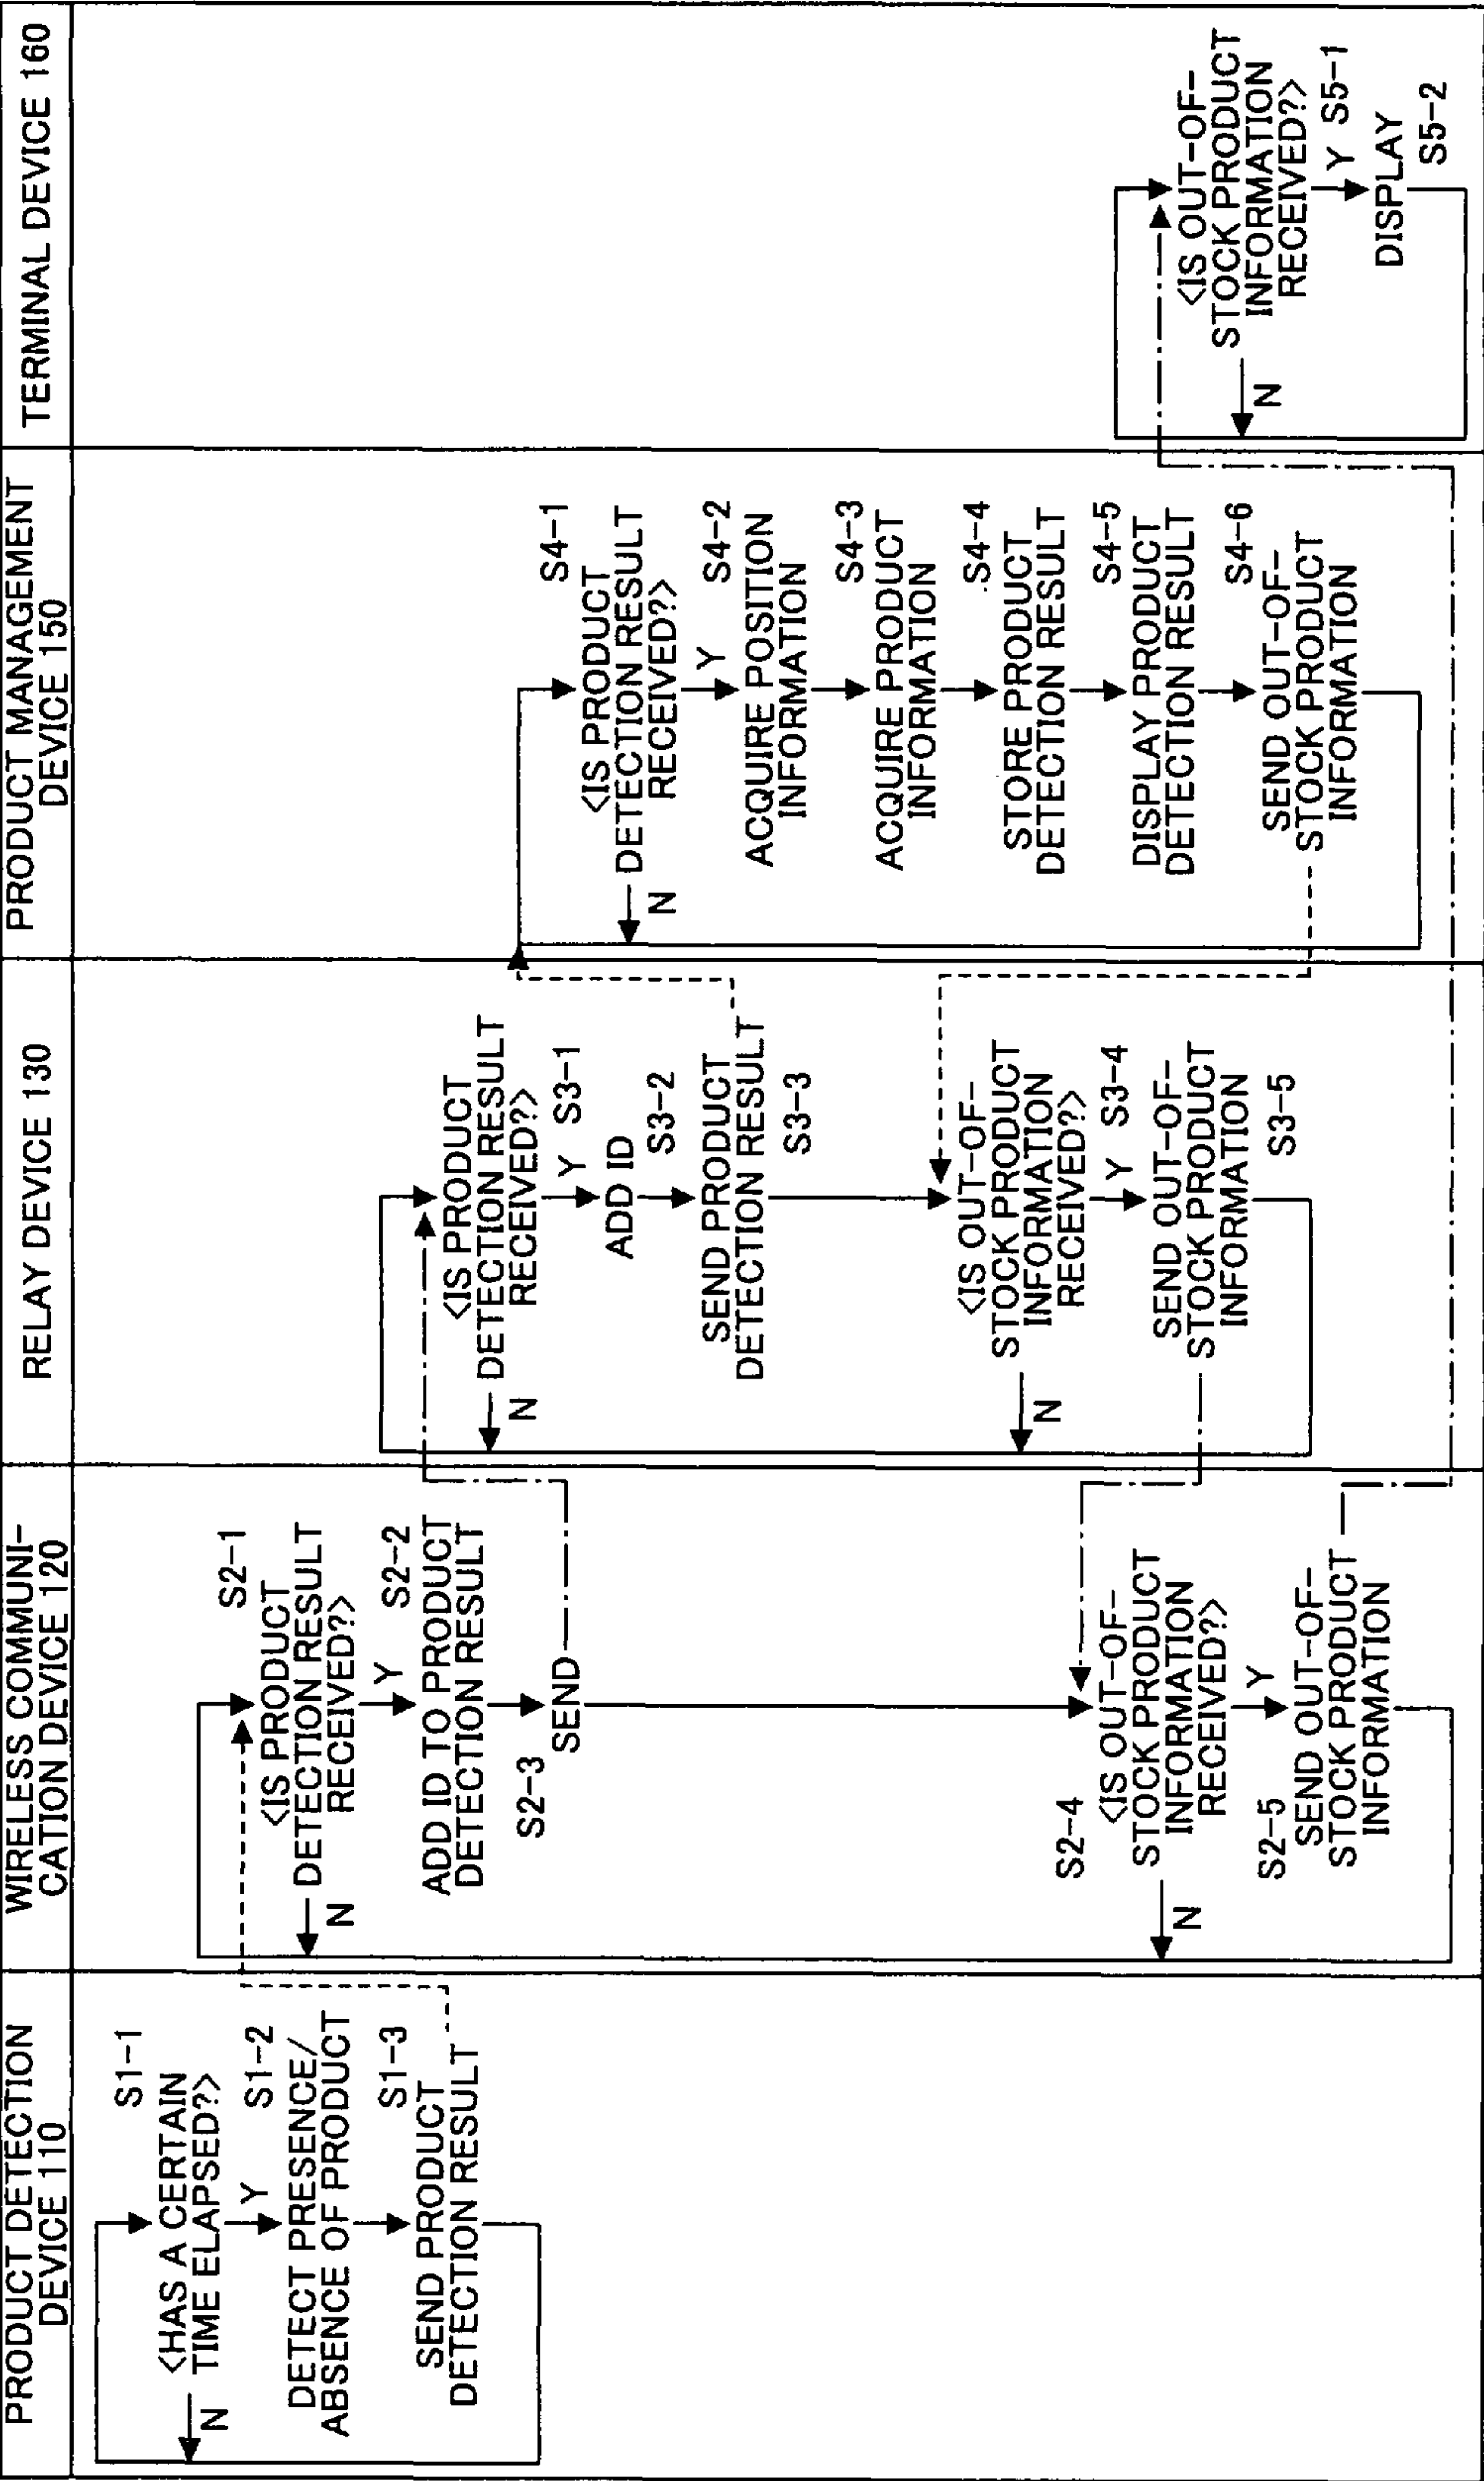 PRODUCT DETECTION
DEVICE 110
S1-1
<HAS A CERTAIN
TIME ELAPSED?>
N
Y
S1-2
DETECT PRESENCE/
ABSENCE OF PRODUCT
S1-3
SEND PRODUCT
DETECTION RESULT
WIRELESS COMMUNI-
CATION DEVICE 120
S2-1
<IS PRODUCT
DETECTION RESULT
RECEIVED?>
N
Y
S2-2
ADD ID TO PRODUCT
DETECTION RESULT
S2-3
SEND
S2-4
<IS OUT-OF-
STOCK PRODUCT
INFORMATION
RECEIVED?>
N
Y
S2-5
SEND OUT-OF-
STOCK PRODUCT
INFORMATION
RELAY DEVICE 130
<IS PRODUCT
DETECTION RESULT
RECEIVED?>
N
Y S3-1
ADD ID
S3-2
SEND PRODUCT
DETECTION RESULT
S3-3
<IS OUT-OF-
STOCK PRODUCT
INFORMATION
RECEIVED?>
N
Y S3-4
SEND OUT-OF-
STOCK PRODUCT
INFORMATION
S3-5
PRODUCT MANAGEMENT
DEVICE 150
S4-1
<IS PRODUCT
DETECTION RESULT
RECEIVED?>
N
Y
S4-2
ACQUIRE POSITION
INFORMATION
S4-3
ACQUIRE PRODUCT
INFORMATION
S4-4
STORE PRODUCT
DETECTION RESULT
S4-5
DISPLAY PRODUCT
DETECTION RESULT
S4-6
SEND OUT-OF-
STOCK PRODUCT
INFORMATION
TERMINAL DEVICE 160
<IS OUT-OF-
STOCK PRODUCT
INFORMATION
RECEIVED?>
N
Y S5-1
DISPLAY
S5-2